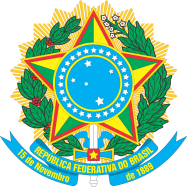 REPÚBLICA FEDERATIVA DO BRASIL
15 de Novembro de 1889